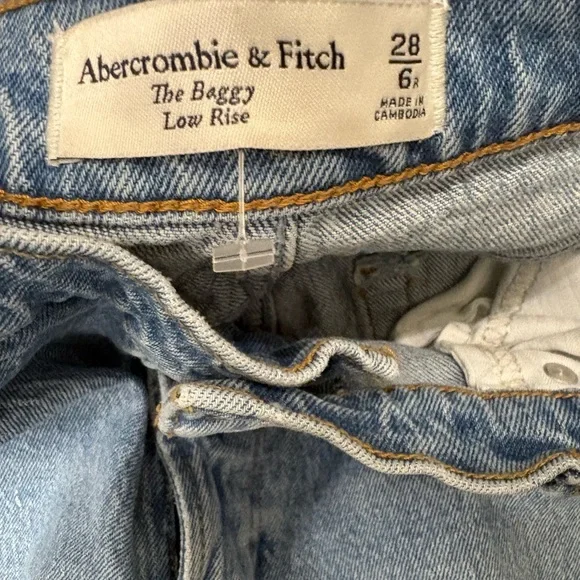 Abercrombie & Fitch
The Baggy
Low Rise
28
6R
MADE IN
CAMBODIA